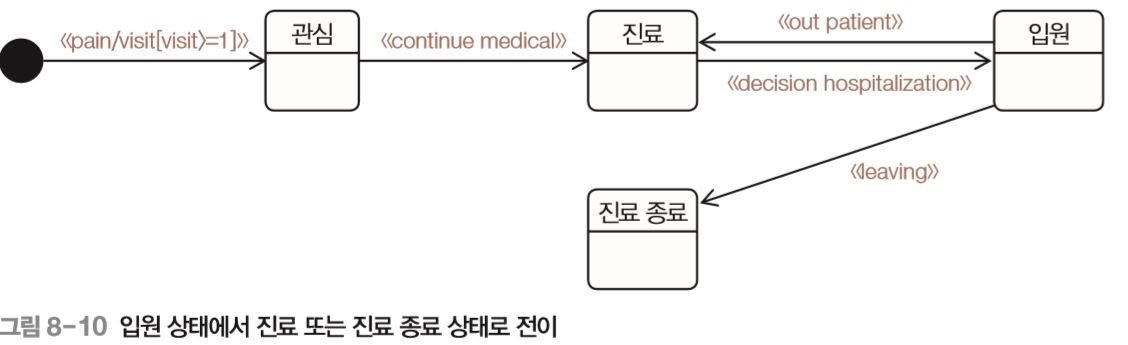 《pain/visit[visit>=1]》
관심
《continue medical》
진료
《out patient》
입원
《decision hospitalization》
《leaving》
진료 종료
그림 8-10 입원 상태에서 진료 또는 진료 종료 상태로 전이